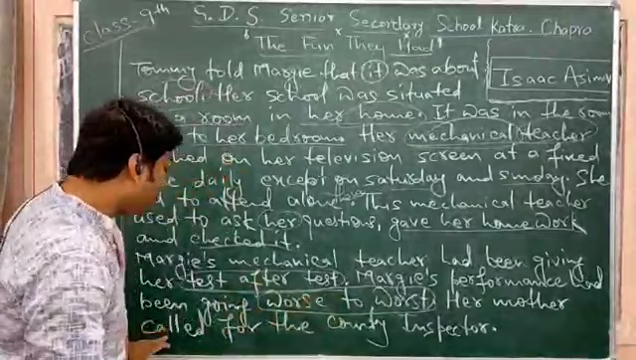 class-9th
S. D. S Senior Secondary School Katra. Chapra
"The Fun They Had"
Isaac Asimov
Tommy told Margie that it was about
school. Her school was situated
a room in her home. It was in the room
to her bedroom. Her mechanical teacher
on her television screen at a fixed
daily except on saturday and sunday. She
to attend alone. This mechanical teacher
used to ask her questions, gave her home work
and checked it.
Margie's mechanical teacher had been giving
her test after test. Margie's performance had
been going worse to worst. Her mother
called for the county Inspector.